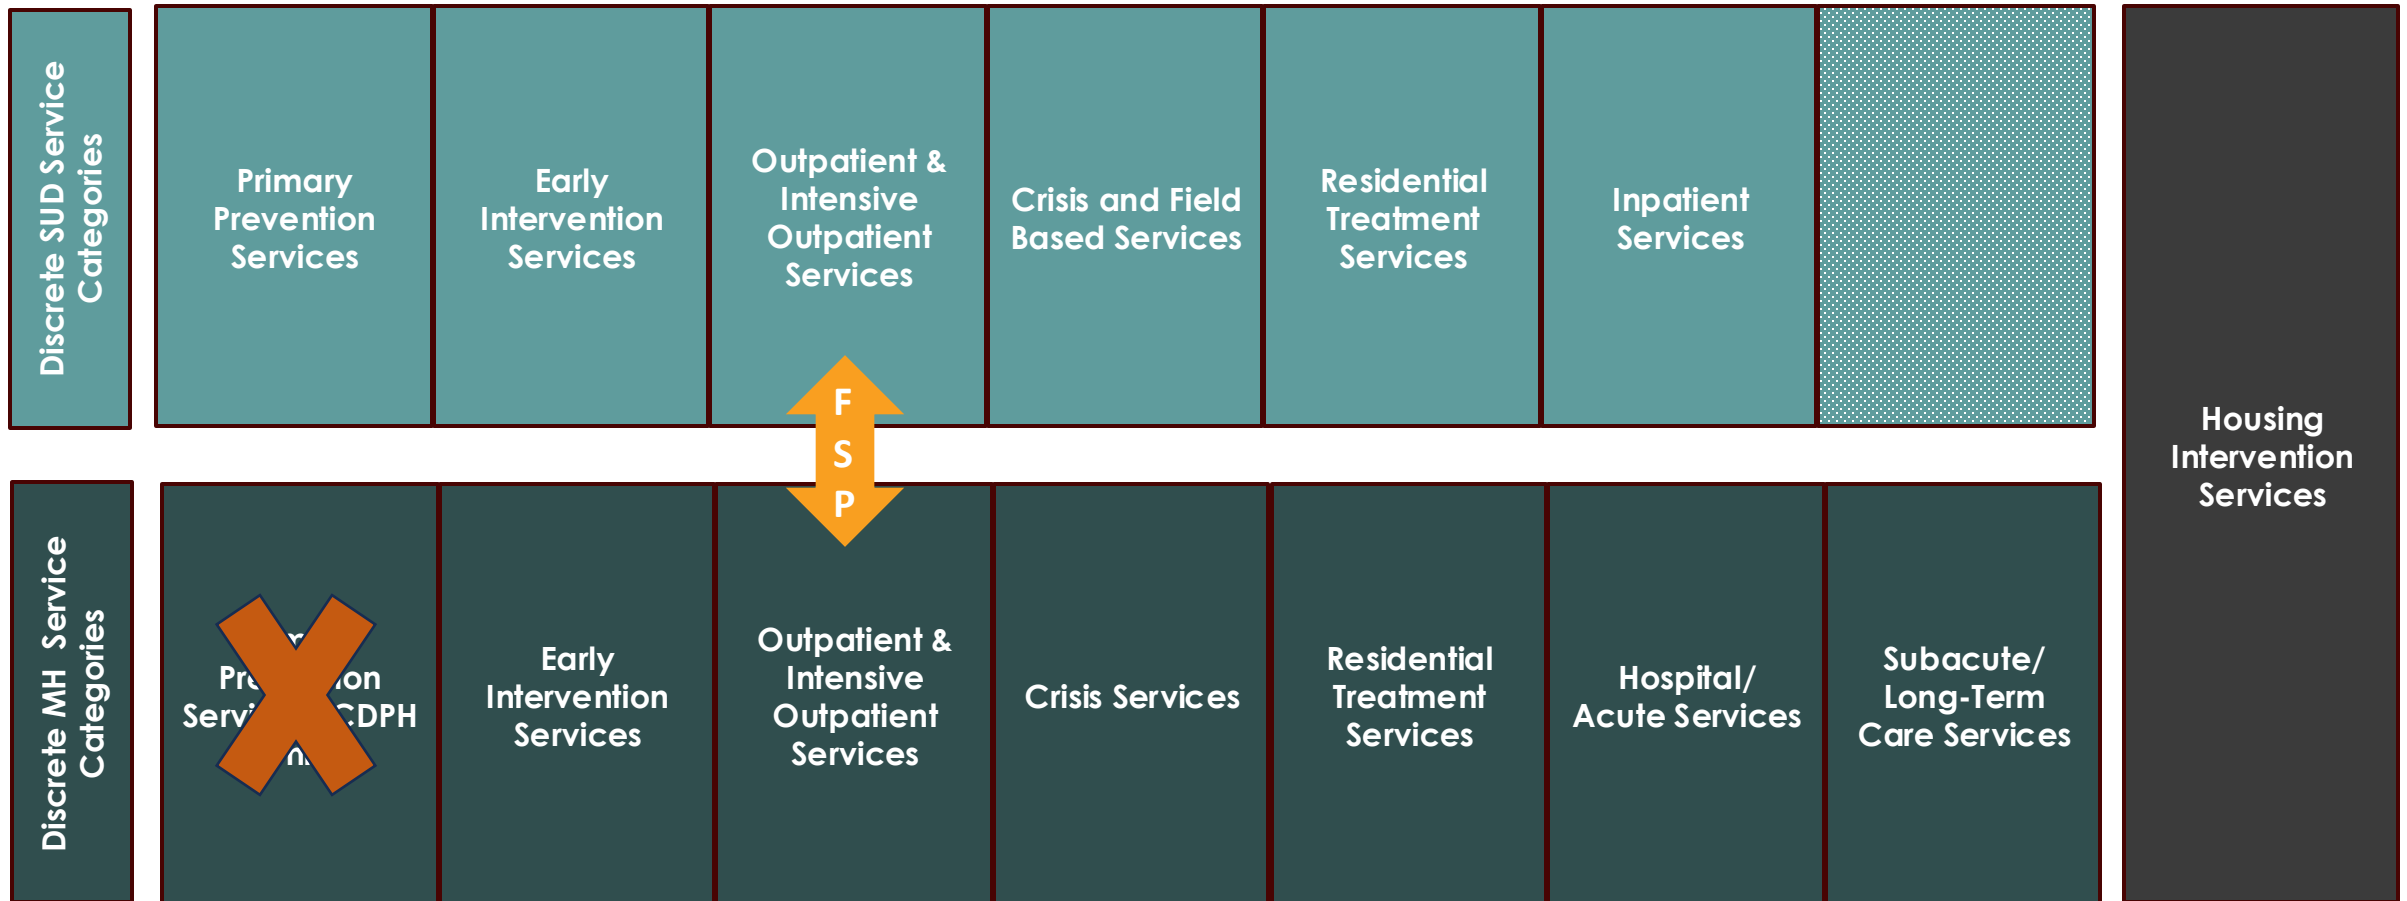 Discrete SUD Service
Categories
Primary
Prevention
Services
Early
Intervention
Services
Outpatient &
Intensive
Outpatient
Services
Crisis and Field
Based Services
Residential
Treatment
Services
Inpatient
Services
F
S
P
Housing
Intervention
Services
Discrete MH Service
Categories
CDPH
Early
Intervention
Services
Outpatient &
Intensive
Outpatient
Services
Crisis Services
Residential
Treatment
Services
Hospital/
Acute Services
Subacute/
Long-Term
Care Services